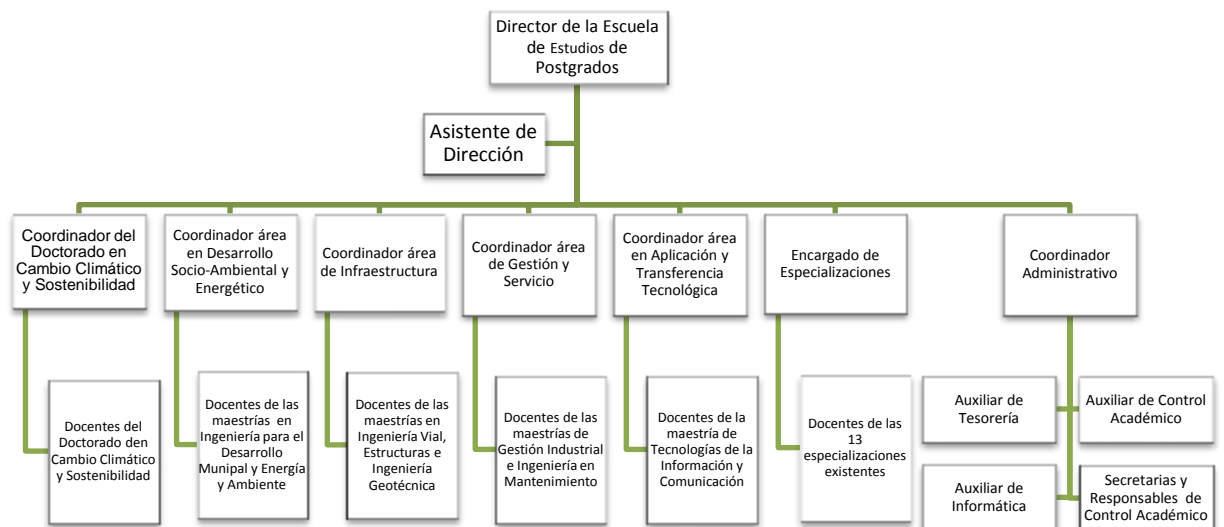 Director de la Escuela
de Estudios de
Postgrados
Asistente de
Dirección
Coordinador del
Doctorado en
Cambio Climático
y Sostenibilidad
Coordinador área
en Desarrollo
Socio-Ambiental y
Energético
Coordinador área
de Infraestructura
Coordinador área
de Gestión y
Servicio
Coordinador área
en Aplicación y
Transferencia
Tecnológica
Encargado de
Especializaciones
Coordinador
Administrativo
Docentes del
Doctorado den
Cambio Climático
y Sostenibilidad
Docentes de las
maestrías en
Ingeniería para el
Desarrollo
Munipal y Energía
y Ambiente
Docentes de las
maestrías en
Ingeniería Vial,
Estructuras e
Ingeniería
Geotécnica
Docentes de las
maestrías de
Gestión Industrial
e Ingeniería en
Mantenimiento
Docentes de la
maestría de
Tecnologías de la
Información y
Comunicación
Docentes de las
13
especializaciones
existentes
Auxiliar de
Tesorería
Auxiliar de Control
Académico
Auxiliar de
Informática
Secretarias y
Responsables de
Control Académico